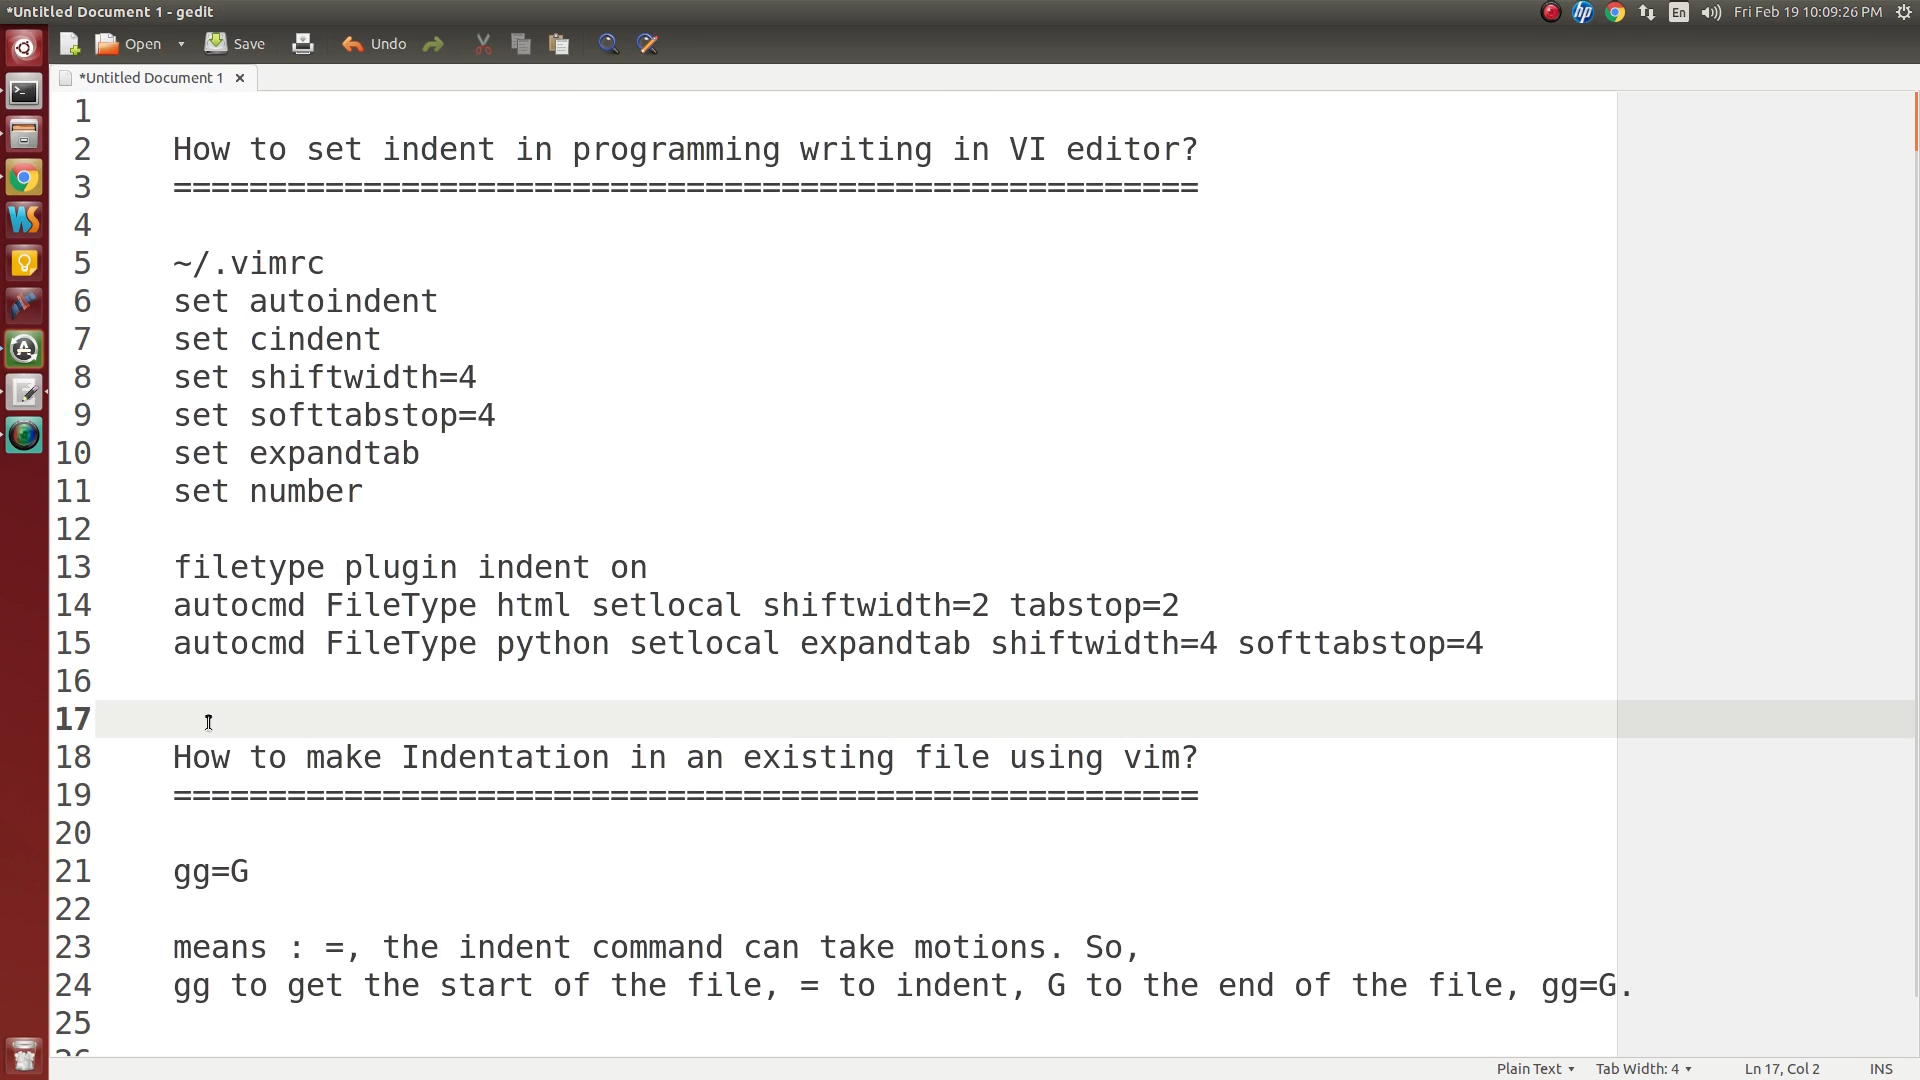 *Untitled Document 1 - gedit
hp
En
Fri Feb 19 10:09:26 PM
Open
Save
Undo
*Untitled Document 1 ×
1
2 How to set indent in programming writing in VI editor?
3 ======================================================
4
5 ~/.vimrc
6 set autoindent
7 set cindent
8 set shiftwidth=4
9 set softtabstop=4
10 set expandtab
11 set number
12
13 filetype plugin indent on
14 autocmd FileType html setlocal shiftwidth=2 tabstop=2
15 autocmd FileType python setlocal expandtab shiftwidth=4 softtabstop=4
16
17
18 How to make Indentation in an existing file using vim?
19 ======================================================
20
21 gg=G
22
23 means : =, the indent command can take motions. So,
24 gg to get the start of the file, = to indent, G to the end of the file, gg=G.
25
26
WS
Plain Text
Tab Width: 4
Ln 17, Col 2
INS